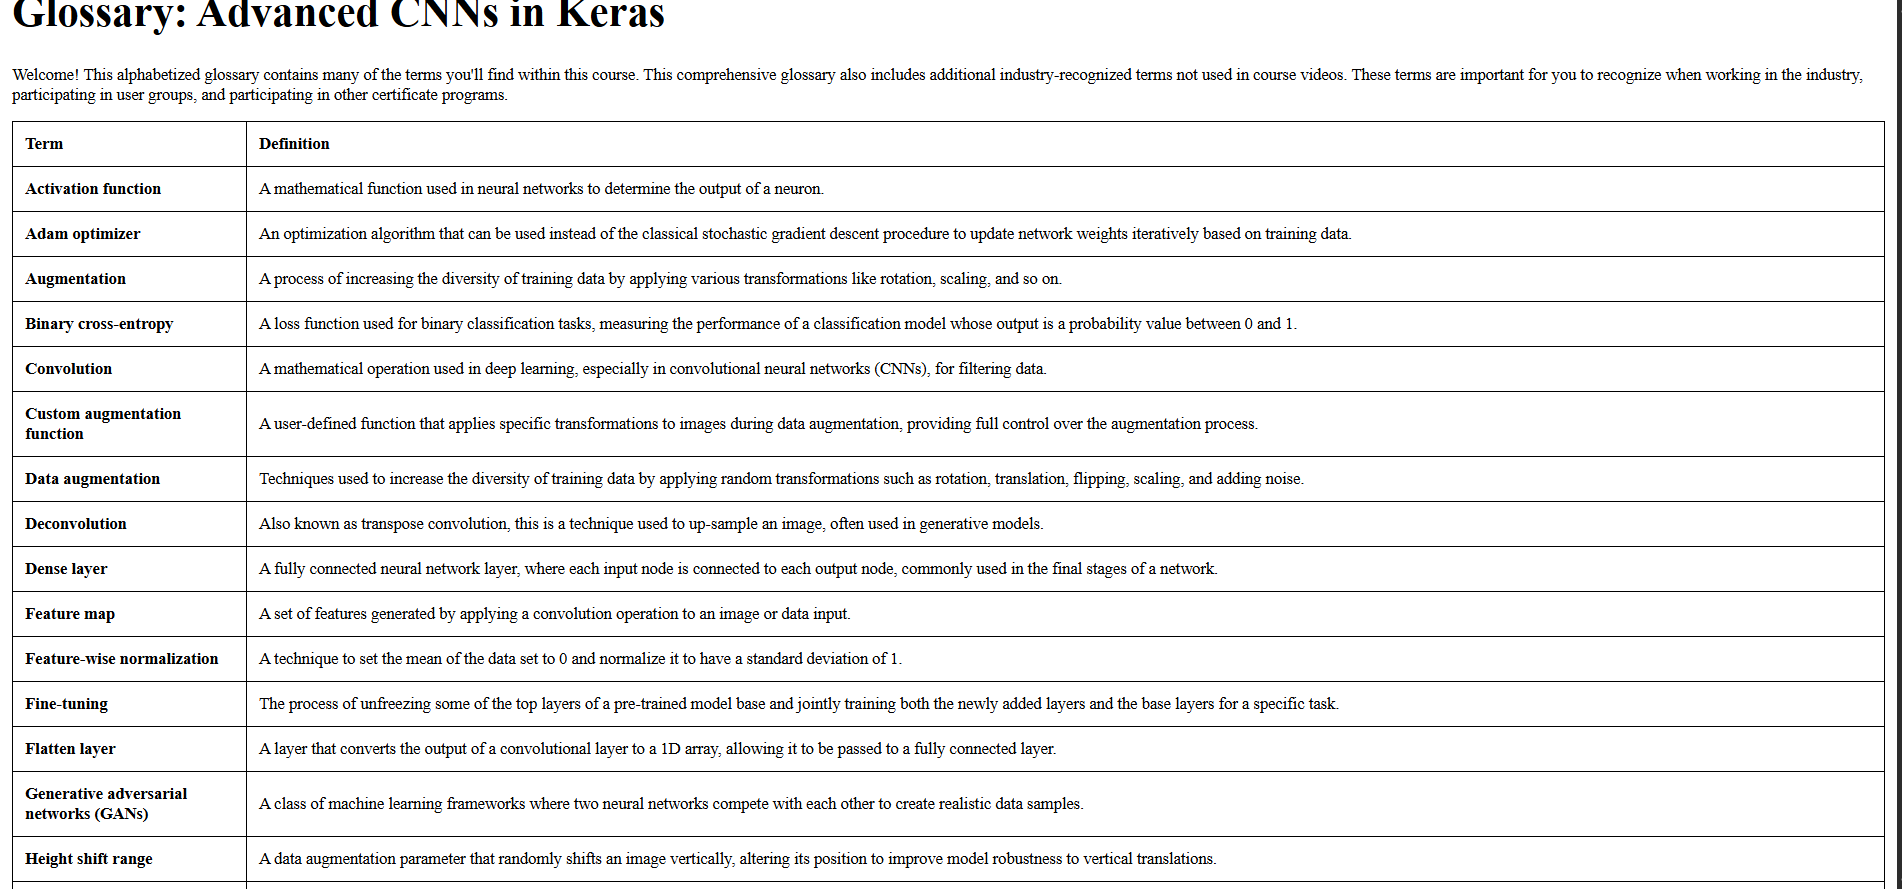 Glossary: Advanced CNNs in Keras
Welcome! This alphabetized glossary contains many of the terms you'll find within this course. This comprehensive glossary also includes additional industry-recognized terms not used in course videos. These terms are important for you to recognize when working in the industry,
participating in user groups, and participating in other certificate programs.
Term Definition
Activation function A mathematical function used in neural networks to determine the output of a neuron.
Adam optimizer An optimization algorithm that can be used instead of the classical stochastic gradient descent procedure to update network weights iteratively based on training data.
Augmentation A process of increasing the diversity of training data by applying various transformations like rotation, scaling, and so on.
Binary cross-entropy A loss function used for binary classification tasks, measuring the performance of a classification model whose output is a probability value between 0 and 1.
Convolution A mathematical operation used in deep learning, especially in convolutional neural networks (CNNs), for filtering data.
Custom augmentation
function
A user-defined function that applies specific transformations to images during data augmentation, providing full control over the augmentation process.
Data augmentation Techniques used to increase the diversity of training data by applying random transformations such as rotation, translation, flipping, scaling, and adding noise.
Deconvolution Also known as transpose convolution, this is a technique used to up-sample an image, often used in generative models.
Dense layer A fully connected neural network layer, where each input node is connected to each output node, commonly used in the final stages of a network.
Feature map A set of features generated by applying a convolution operation to an image or data input.
Feature-wise normalization A technique to set the mean of the data set to 0 and normalize it to have a standard deviation of 1.
Fine-tuning The process of unfreezing some of the top layers of a pre-trained model base and jointly training both the newly added layers and the base layers for a specific task.
Flatten layer A layer that converts the output of a convolutional layer to a 1D array, allowing it to be passed to a fully connected layer.
Generative adversarial
networks (GANs)
A class of machine learning frameworks where two neural networks compete with each other to create realistic data samples.
Height shift range A data augmentation parameter that randomly shifts an image vertically, altering its position to improve model robustness to vertical translations.